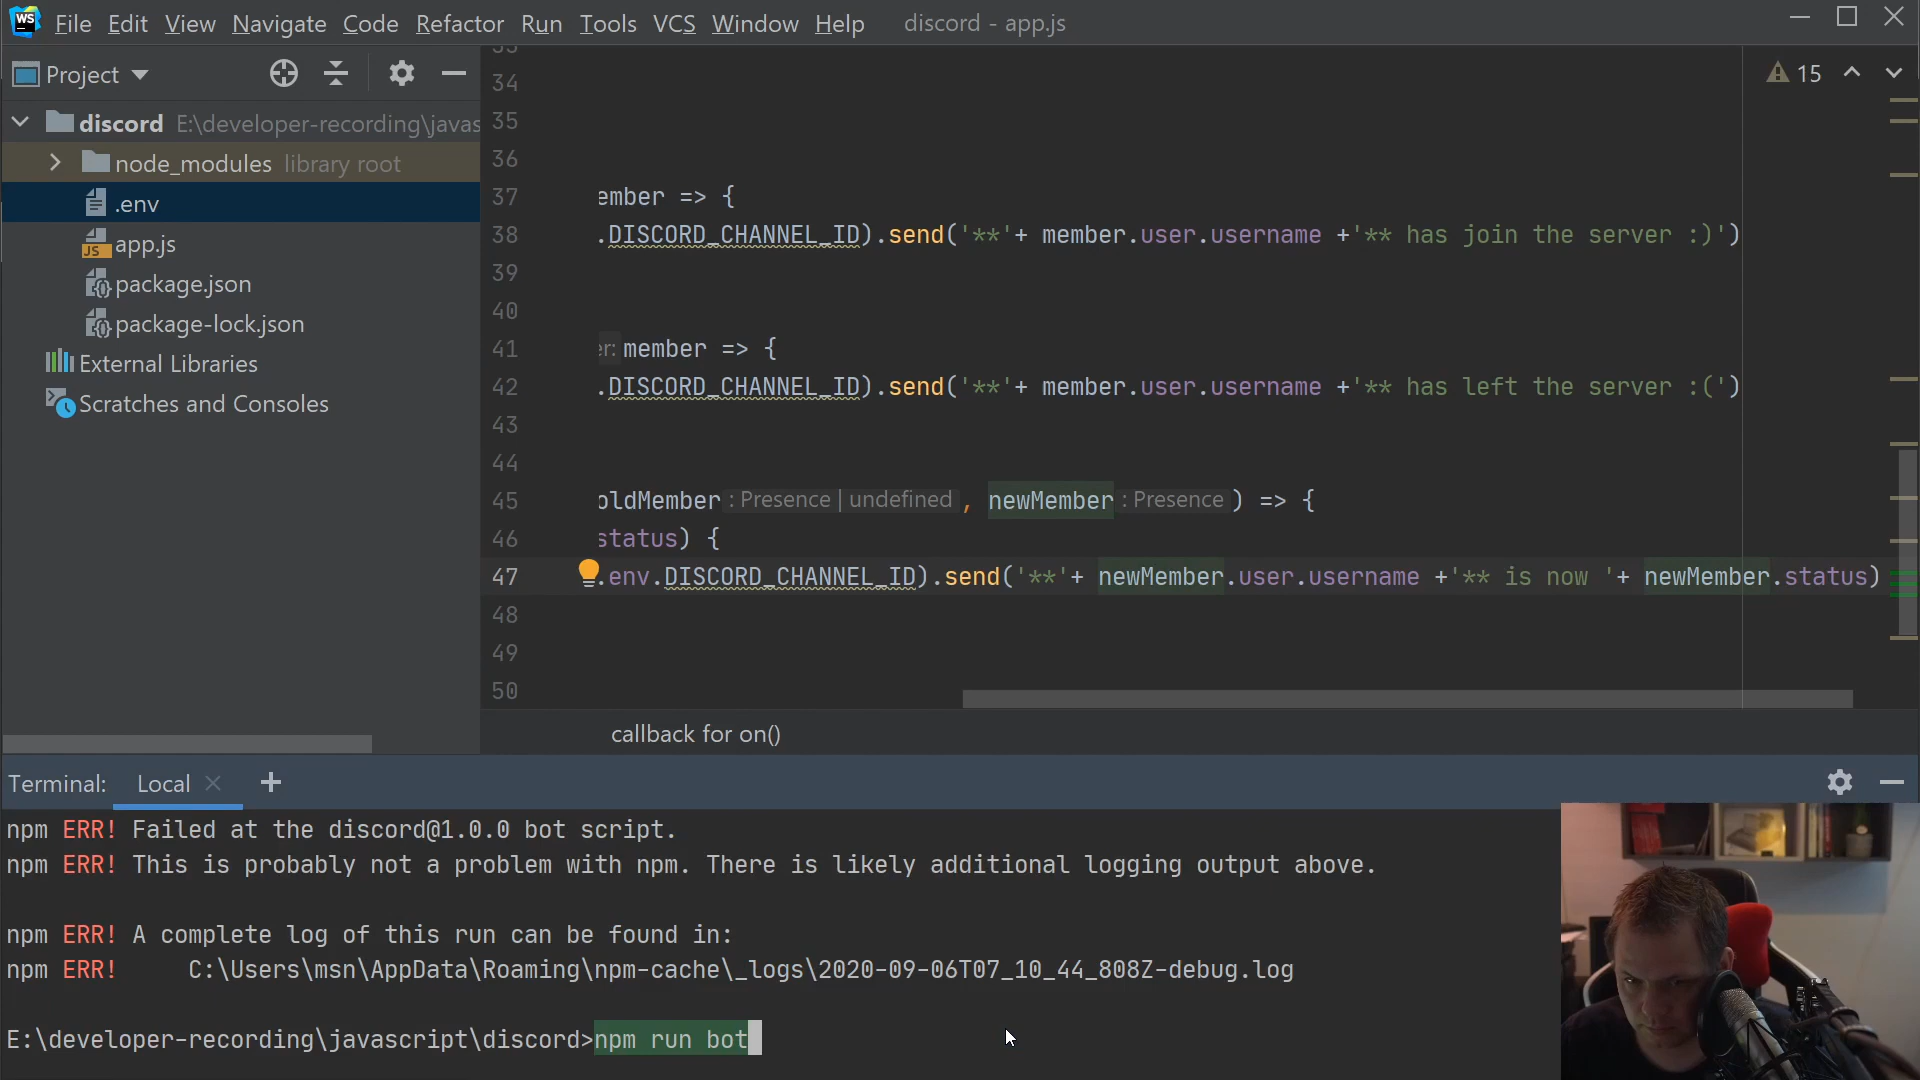 WS File Edit View Navigate Code Refactor Run Tools VCS Window Help discord - app.js
Project
discord E:\developer-recording\javas
node_modules library root
.env
JS app.js
package.json
package-lock.json
External Libraries
Scratches and Consoles
15
33
34
35
36
37 ember => {
38 .DISCORD_CHANNEL_ID).send('**'+ member.user.username +'** has join the server :)')
39
40
41 er: member => {
42 .DISCORD_CHANNEL_ID).send('**'+ member.user.username +'** has left the server :(')
43
44
45 oldMember : Presence | undefined , newMember : Presence ) => {
46 status) {
47 .env.DISCORD_CHANNEL_ID).send('**'+ newMember.user.username +'** is now '+ newMember.status)
48
49
50
callback for on()
Terminal: Local
npm ERR! Failed at the discord@1.0.0 bot script.
npm ERR! This is probably not a problem with npm. There is likely additional logging output above.
npm ERR! A complete log of this run can be found in:
npm ERR! C:\Users\msn\AppData\Roaming\npm-cache\_logs\2020-09-06T07_10_44_808Z-debug.log
E:\developer-recording\javascript\discord>npm run bot